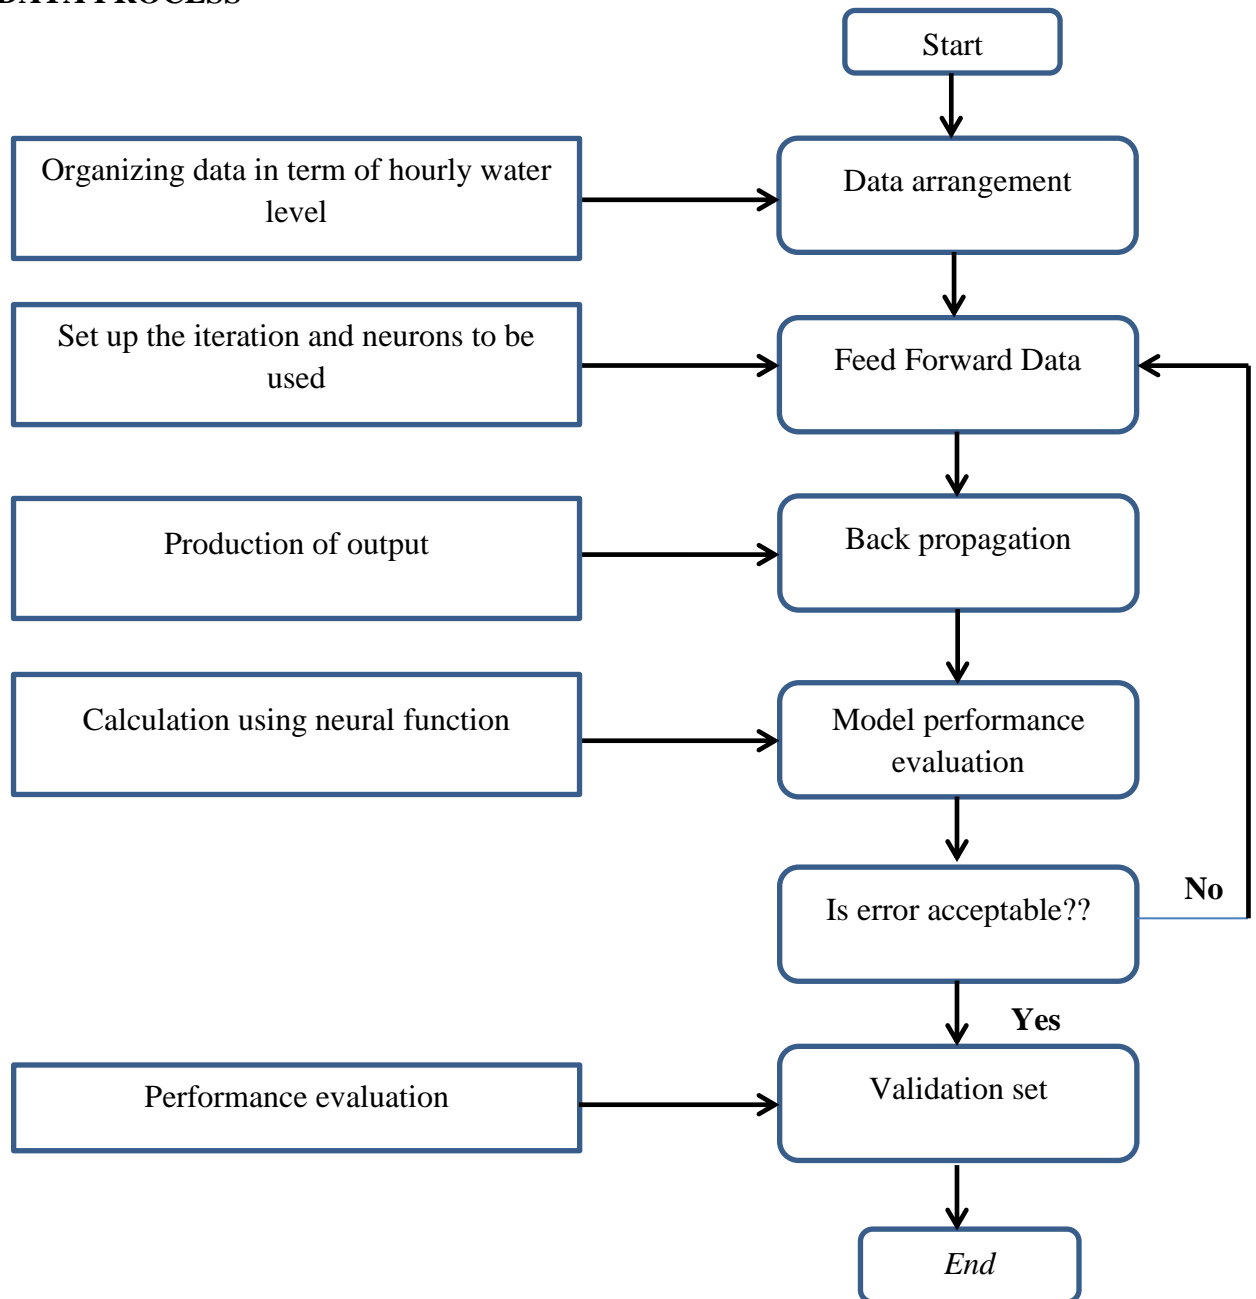 DATA PROCESS
Start
Organizing data in term of hourly water
level
Data arrangement
Set up the iteration and neurons to be
used
Feed Forward Data
Production of output
Back propagation
Calculation using neural function
Model performance
evaluation
Is error acceptable??
No
Yes
Performance evaluation
Validation set
End